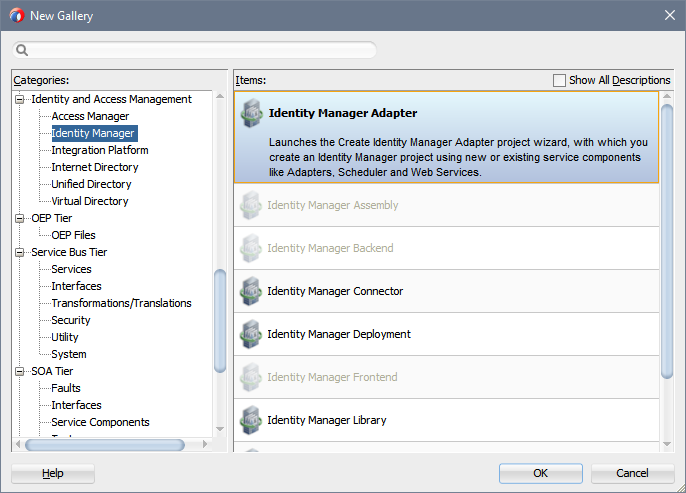 New Gallery
Categories:
Identity and Access Management
Access Manager
Identity Manager
Integration Platform
Internet Directory
Unified Directory
Virtual Directory
OEP Tier
OEP Files
Service Bus Tier
Services
Interfaces
Transformations/Translations
Security
Utility
System
SOA Tier
Faults
Interfaces
Service Components
Items:
Show All Descriptions
Identity Manager Adapter
Launches the Create Identity Manager Adapter project wizard, with which you
create an Identity Manager project using new or existing service components
like Adapters, Scheduler and Web Services.
Identity Manager Assembly
Identity Manager Backend
Identity Manager Connector
Identity Manager Deployment
Identity Manager Frontend
Identity Manager Library
Help
OK
Cancel